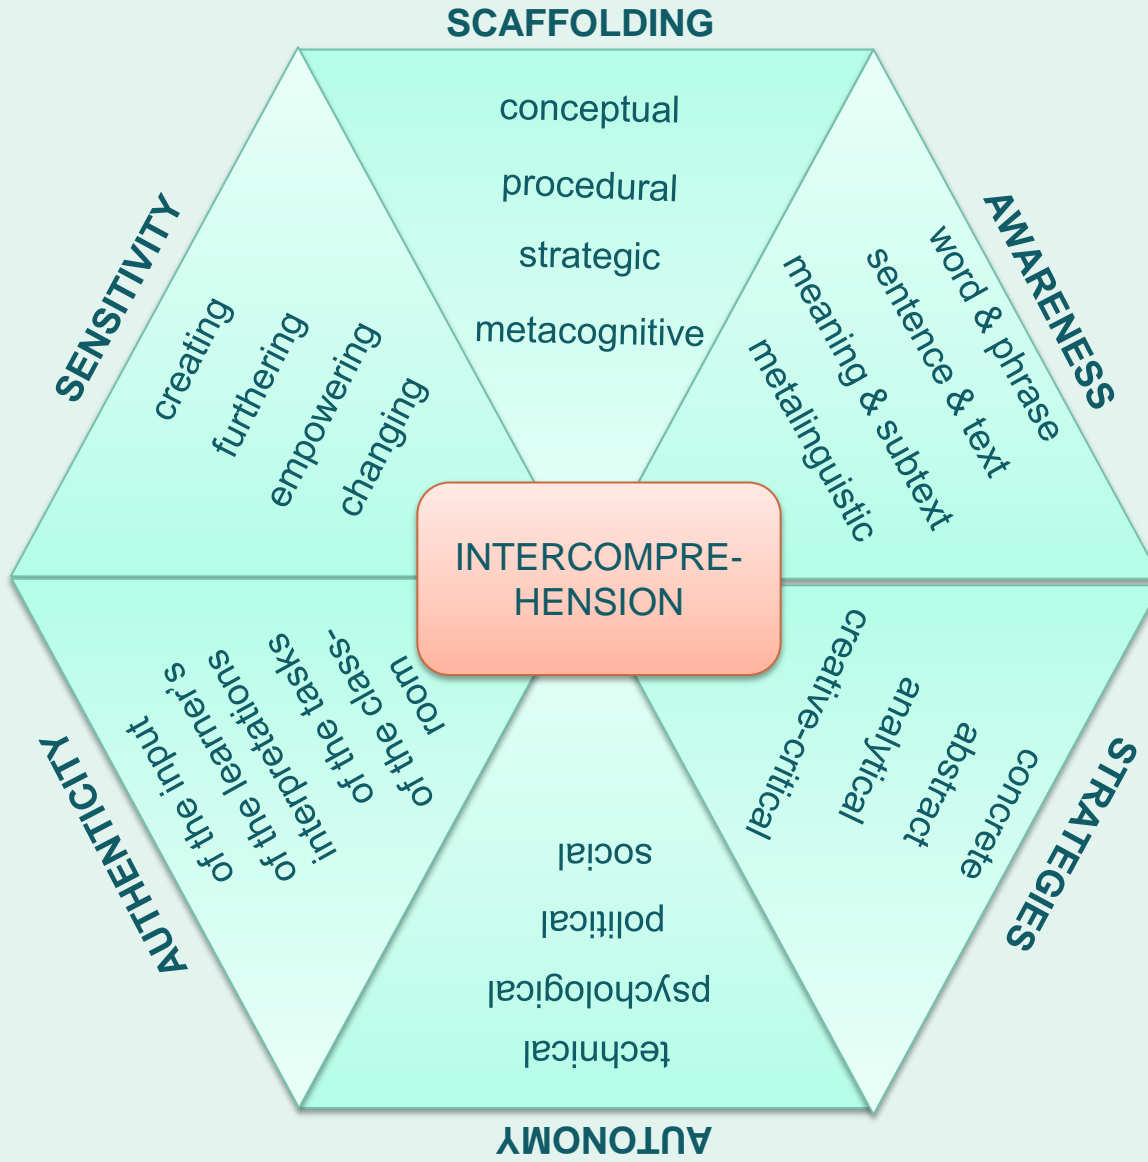 SCAFFOLDING
conceptual
procedural
strategic
metacognitive
AWARENESS
word & phrase
sentence & text
meaning & subtext
metalinguistic
STRATEGIES
concrete
abstract
analytical
creative-critical
AUTONOMY
technical
psychological
political
social
AUTHENTICITY
of the input
of the learner's
interpretations
of the tasks
of the class-
room
SENSITIVITY
creating
furthering
empowering
changing
INTERCOMPRE-
HENSION